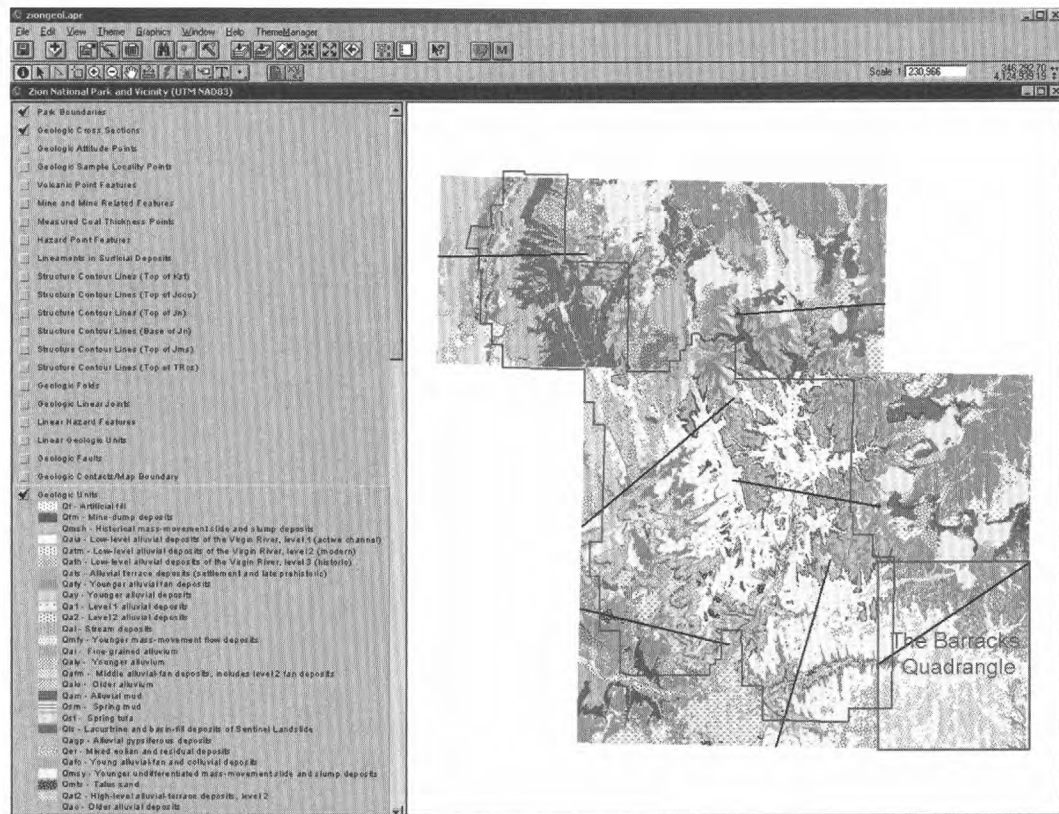 ziongeol.apr
File Edit View Theme Graphics Window Help ThemeManager
M
T
Scale 1: 230,966
346,292.70
4,124,939.19
Zion National Park and Vicinity (UTM NAD83)
Park Boundaries
Geologic Cross Sections
Geologic Attitude Points
Geologic Sample Locality Points
Volcanic Point Features
Mine and Mine Related Features
Measured Coal Thickness Points
Hazard Point Features
Lineaments in Surficial Deposits
Structure Contour Lines (Top of Kzt)
Structure Contour Lines (Top of Jccu)
Structure Contour Lines (Top of Jn)
Structure Contour Lines (Base of Jn)
Structure Contour Lines (Top of Jms)
Structure Contour Lines (Top of TRcs)
Geologic Folds
Geologic Linear Joints
Linear Hazard Features
Linear Geologic Units
Geologic Faults
Geologic Contacts/Map Boundary
Geologic Units
Qf - Artificial fill
Qfm - Mine-dump deposits
Qmsh - Historical mass-movement slide and slump deposits
Qala - Low-level alluvial deposits of the Virgin River, level 1 (active channel)
Qatm - Low-level alluvial deposits of the Virgin River, level 2 (modern)
Qath - Low-level alluvial deposits of the Virgin River, level 3 (historic)
Qats - Alluvial terrace deposits (settlement and late prehistoric)
Qafy - Younger alluvial fan deposits
Qay - Younger alluvial deposits
Qa1 - Level 1 alluvial deposits
Qa2 - Level 2 alluvial deposits
Qal - Stream deposits
Qmfy - Younger mass-movement flow deposits
Fine-grained alluvium
Qaly - Younger alluvium
Qafm - Middle alluvial-fan deposits, includes level 2 fan deposits
Qalo - Older alluvium
Qam - Alluvial mud
Qsm - Spring mud
Qst - Spring tufa
Qls - Lacustrine and basin-fill deposits of Sentinel Landslide
Qagp - Alluvial gypsiferous deposits
Qer - Mixed eolian and residual deposits
Qafc - Young alluvial-fan and colluvial deposits
Qmsy - Younger undifferentiated mass-movement slide and slump deposits
Qmts - Talus sand
Qat2 - High-level alluvial-terrace deposits, level 2
Qao - Older alluvial deposits
The Barracks
Quadrangle